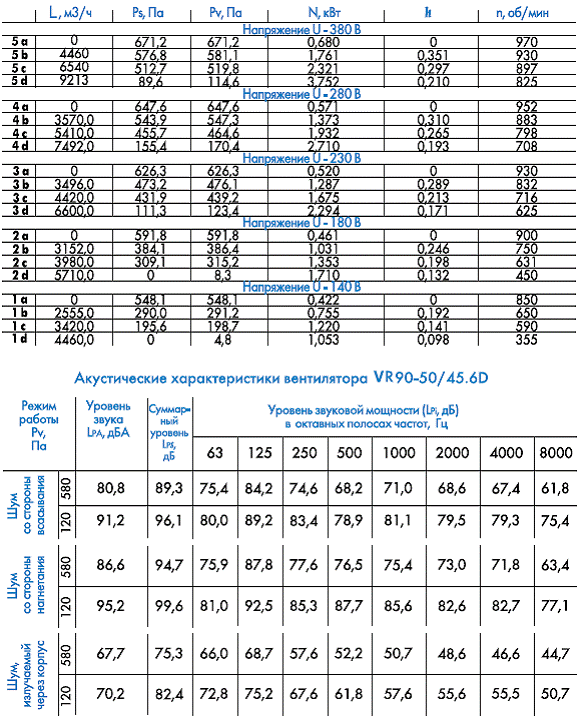 L, м3/ч Ps, Па Pv, Па N, кВт h n, об/мин
Напряжение U - 380 В
5 a 0 671,2 671,2 0,680 0 970
5 b 4460 576,8 581,1 1,761 0,351 930
5 c 6540 512,7 519,8 2,321 0,297 897
5 d 9213 89,6 114,6 3,752 0,210 825
Напряжение U - 280 В
4 a 0 647,6 647,6 0,571 0 952
4 b 3570,0 543,9 547,3 1,373 0,310 883
4 c 5410,0 455,7 464,6 1,932 0,265 798
4 d 7492,0 155,4 170,4 2,710 0,193 708
Напряжение U - 230 В
3 a 0 626,3 626,3 0,520 0 930
3 b 3496,0 473,2 476,1 1,287 0,289 832
3 c 4420,0 431,9 439,2 1,675 0,213 716
3 d 6600,0 111,3 123,4 2,294 0,171 625
Напряжение U - 180 В
2 a 0 591,8 591,8 0,461 0 900
2 b 3152,0 384,1 386,4 1,031 0,246 750
2 c 3980,0 309,1 315,2 1,353 0,198 631
2 d 5710,0 0 8,3 1,710 0,132 450
Напряжение U - 140 В
1 a 0 548,1 548,1 0,422 0 850
1 b 2555,0 290,0 291,2 0,755 0,192 650
1 c 3420,0 195,6 198,7 1,220 0,141 590
1 d 4460,0 0 4,8 1,053 0,098 355
Акустические характеристики вентилятора VR90-50/45.6D
Режим работы Pv, Па
Уровень звука LPA, дБА
Суммар-ный уровень LPS, дБ
Уровень звуковой мощности (LPi, дБ)
в октавных полосах частот, Гц
63 125 250 500 1000 2000 4000 8000
Шум со стороны всасывания
580 80,8 89,3 75,4 84,2 74,6 68,2 71,0 68,6 67,4 61,8
120 91,2 96,1 80,0 89,2 83,4 78,9 81,1 79,5 79,3 75,4
Шум со стороны нагнетания
580 86,6 94,7 75,9 87,8 77,6 76,5 75,4 73,0 71,8 63,4
120 95,2 99,6 81,0 92,5 85,3 87,7 85,6 82,6 82,7 77,1
Шум, излучаемый через корпус
580 67,7 75,3 66,0 68,7 57,6 52,2 50,7 48,6 46,6 44,7
120 70,2 82,4 72,8 75,2 67,6 61,8 57,6 55,6 55,5 50,7